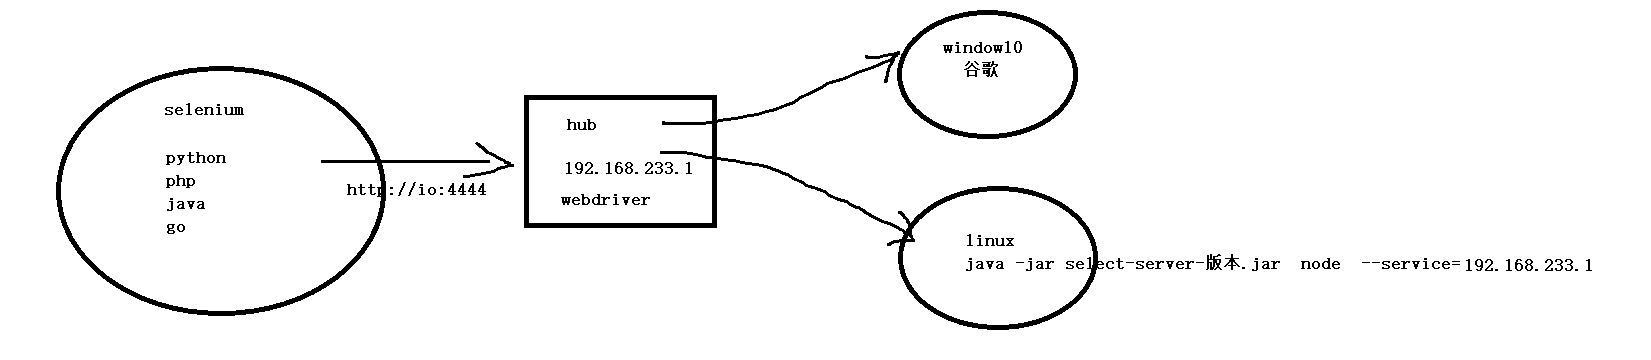 selenium
python
php
java
go
http://io:4444
hub
192.168.233.1
webdriver
window10
谷歌
linux
java -jar select-server-版本.jar node --service=192.168.233.1